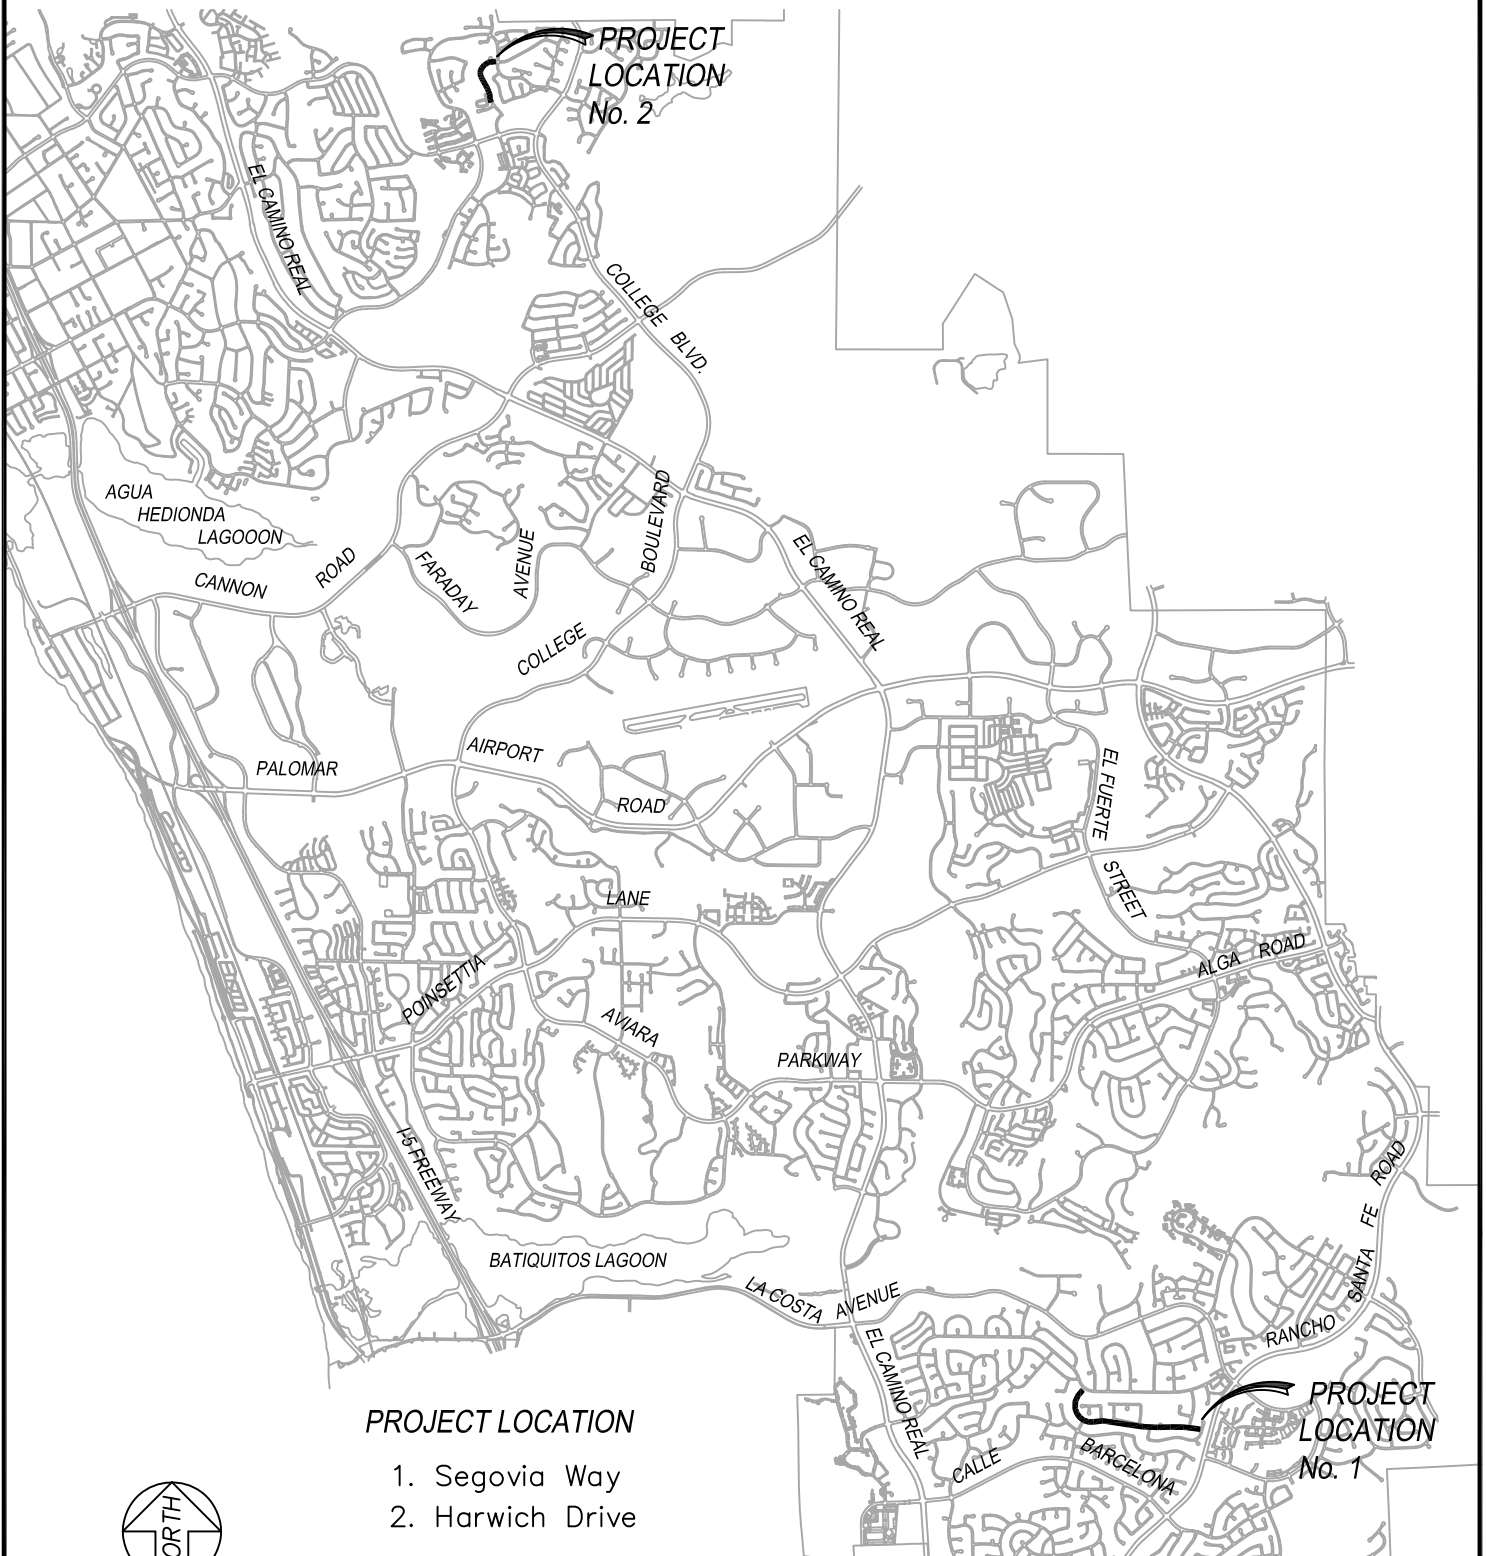 PROJECT
LOCATION
No. 2
EL CAMINO REAL
COLLEGE BLVD.
AGUA
HEDIONDA
LAGOOON
CANNON ROAD
FARADAY
AVENUE
BOULEVARD
COLLEGE
EL CAMINO REAL
PALOMAR
AIRPORT
ROAD
EL FUERTE
STREET
LANE
POINSETTIA
ALGA ROAD
AVIARA
PARKWAY
I-5 FREEWAY
BATIQUITOS LAGOON
LA COSTA AVENUE
RANCHO
SANTA FE ROAD
EL CAMINO REAL
CALLE
BARCELONA
PROJECT
LOCATION
No. 1
PROJECT LOCATION
1. Segovia Way
2. Harwich Drive